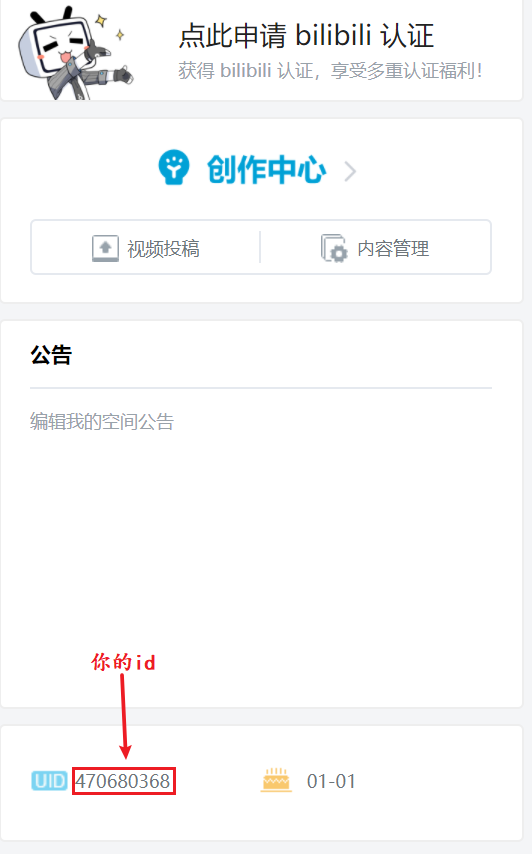 点此申请 bilibili 认证
获得 bilibili 认证，享受多重认证福利！
创作中心
视频投稿 内容管理
公告
编辑我的空间公告
你的id
UID 470680368 01-01